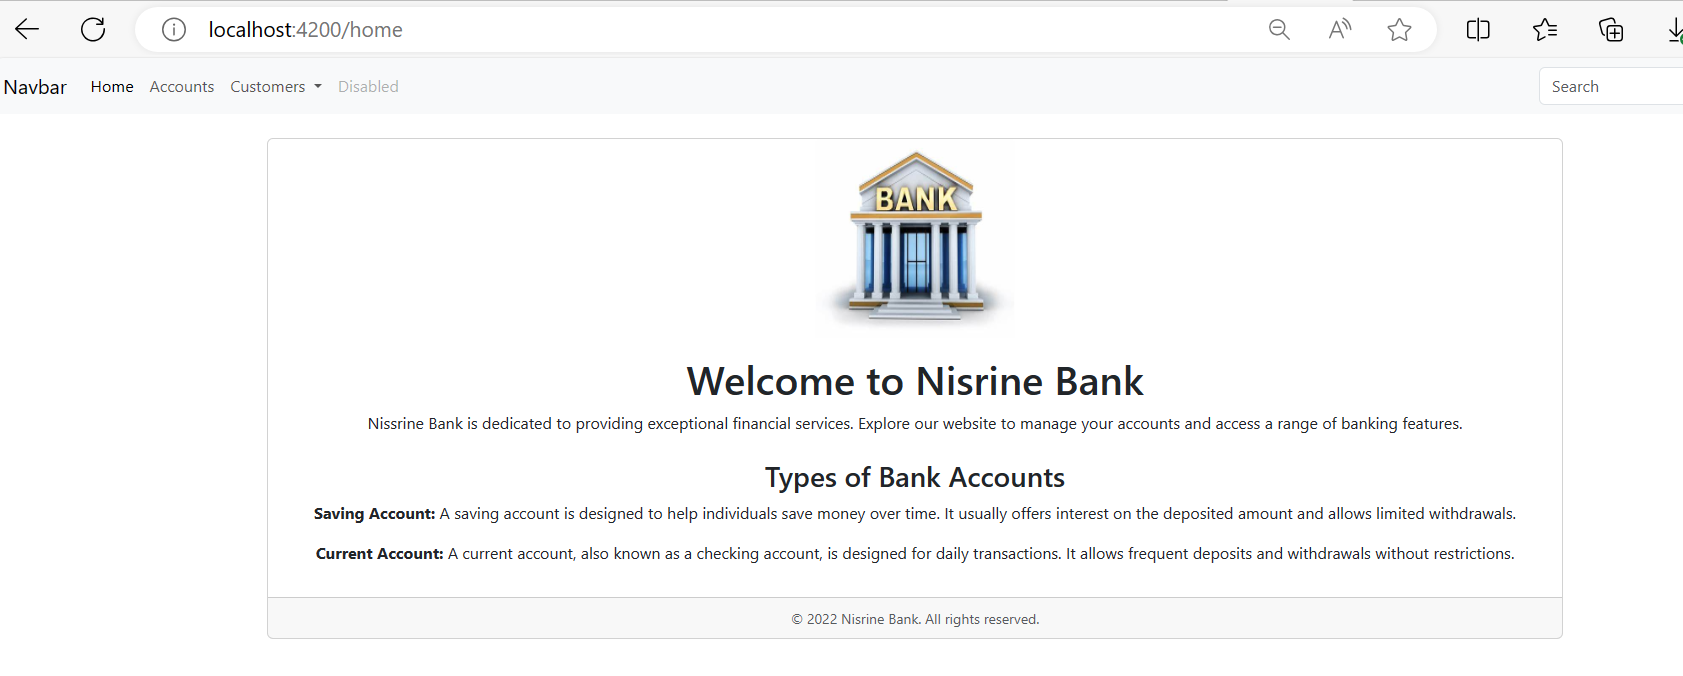 localhost:4200/home
Navbar Home Accounts Customers Disabled Search
BANK
Welcome to Nisrine Bank
Nissrine Bank is dedicated to providing exceptional financial services. Explore our website to manage your accounts and access a range of banking features.
Types of Bank Accounts
Saving Account: A saving account is designed to help individuals save money over time. It usually offers interest on the deposited amount and allows limited withdrawals.
Current Account: A current account, also known as a checking account, is designed for daily transactions. It allows frequent deposits and withdrawals without restrictions.
© 2022 Nisrine Bank. All rights reserved.